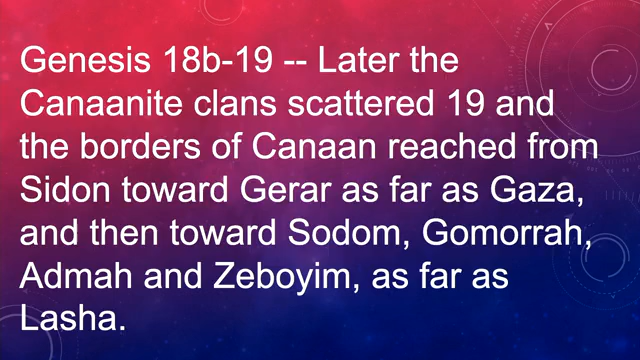 Genesis 18b-19 -- Later the
Canaanite clans scattered 19 and
the borders of Canaan reached from
Sidon toward Gerar as far as Gaza,
and then toward Sodom, Gomorrah,
Admah and Zeboyim, as far as
Lasha.